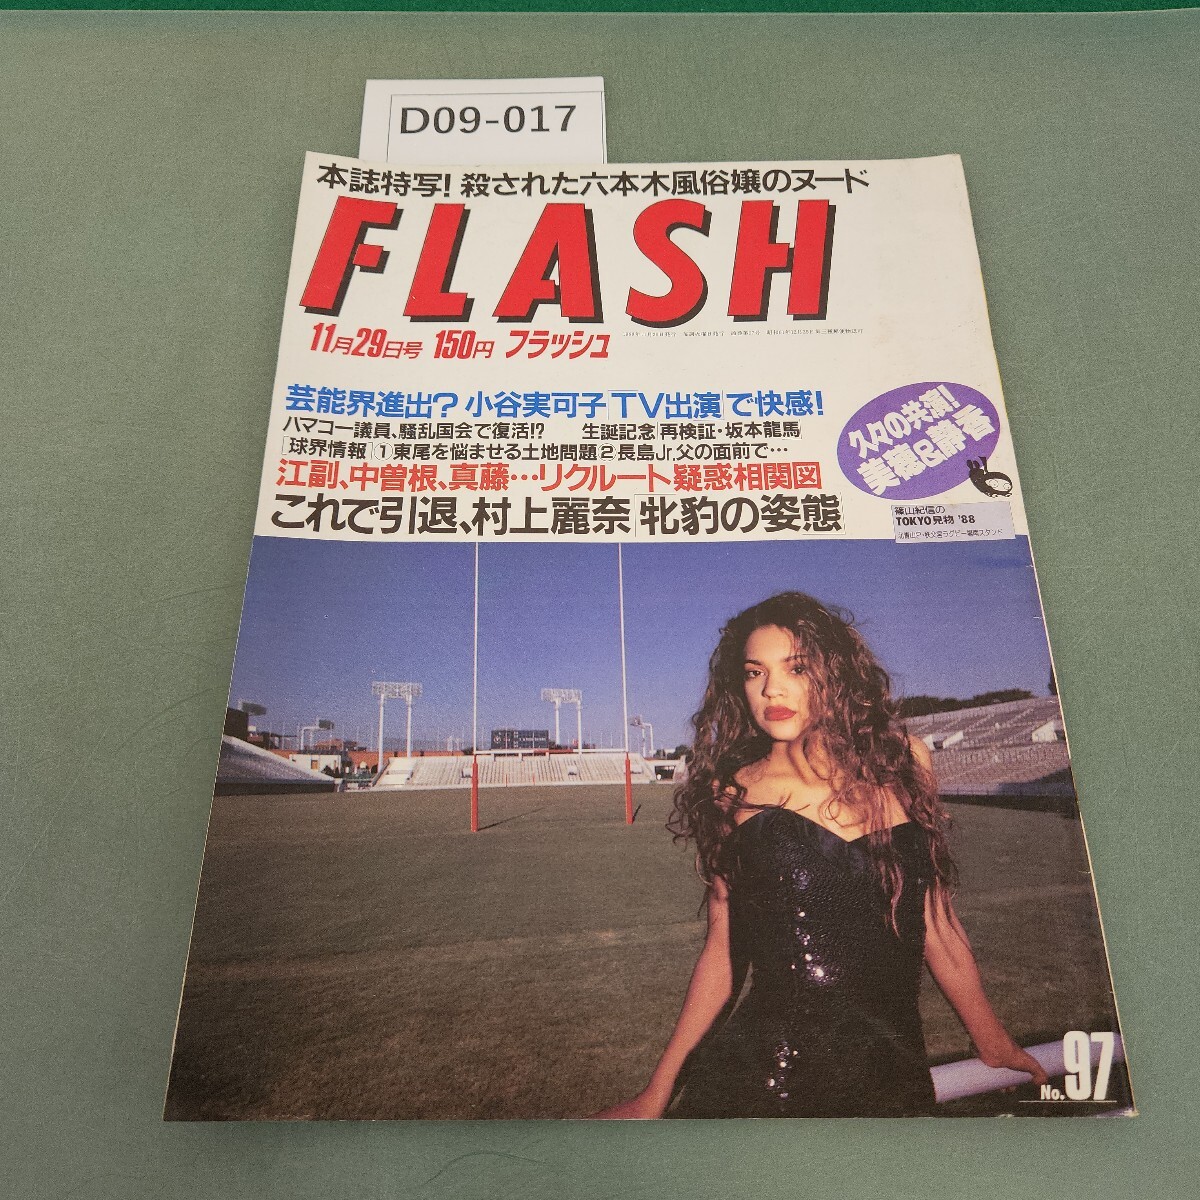 D09-017
本誌特写!殺された六本木風俗嬢のヌード
FLASH
11月29日号 150円 フラッシュ
芸能界進出?小谷実可子「TV出演」で快感!
ハマコー議員、騒乱国会で復活!? 生誕記念「再検証・坂本龍馬」
「球界情報」①東尾を悩ませる土地問題②長島Jr.父の面前で…
江副、中曽根、真藤…リクルート疑惑相関図
これで引退、村上麗奈「牝豹の姿態」
久々の共演!
美穂&静香
篠山紀信の
TOKYO見物 '88
No.97